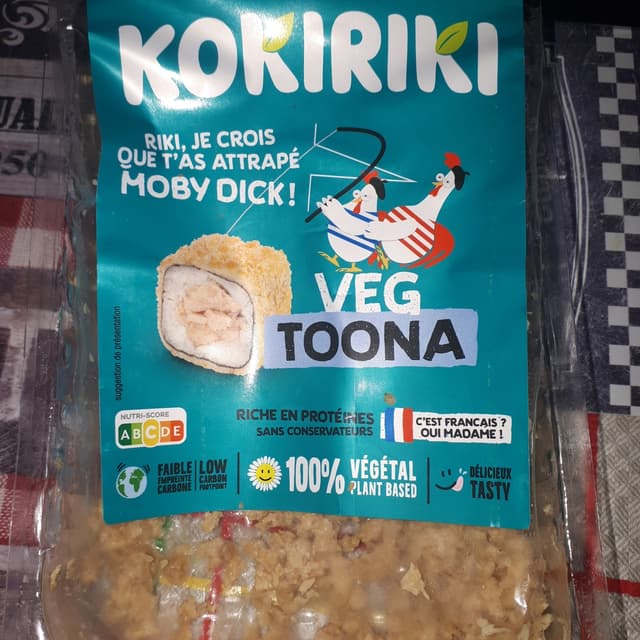 KOKIRIKI
RIKI, JE CROIS
QUE T'AS ATTRAPÉ
MOBY DICK!
VEG
TOONA
suggestion de présentation
NUTRI-SCORE
A B C D E
RICHE EN PROTÉINES
SANS CONSERVATEURS
C'EST FRANÇAIS ?
OUI MADAME !
FAIBLE
EMPREINTE
CARBONE
LOW
CARBON
FOOTPRINT
100%
VÉGÉTAL
PLANT BASED
DÉLICIEUX
TASTY